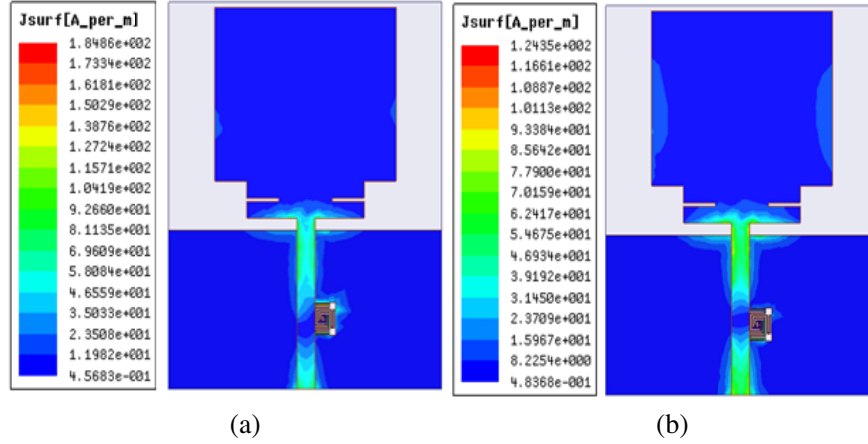 Jsurf[A_per_m]
1.8486e+002
1.7334e+002
1.6181e+002
1.5029e+002
1.3876e+002
1.2724e+002
1.1571e+002
1.0419e+002
9.2660e+001
8.1135e+001
6.9609e+001
5.8084e+001
4.6559e+001
3.5033e+001
2.3508e+001
1.1982e+001
4.5683e-001
(a)
Jsurf[A_per_m]
1.2435e+002
1.1661e+002
1.0887e+002
1.0113e+002
9.3384e+001
8.5642e+001
7.7900e+001
7.0159e+001
6.2417e+001
5.4675e+001
4.6934e+001
3.9192e+001
3.1450e+001
2.3709e+001
1.5967e+001
8.2254e+000
4.8368e-001
(b)